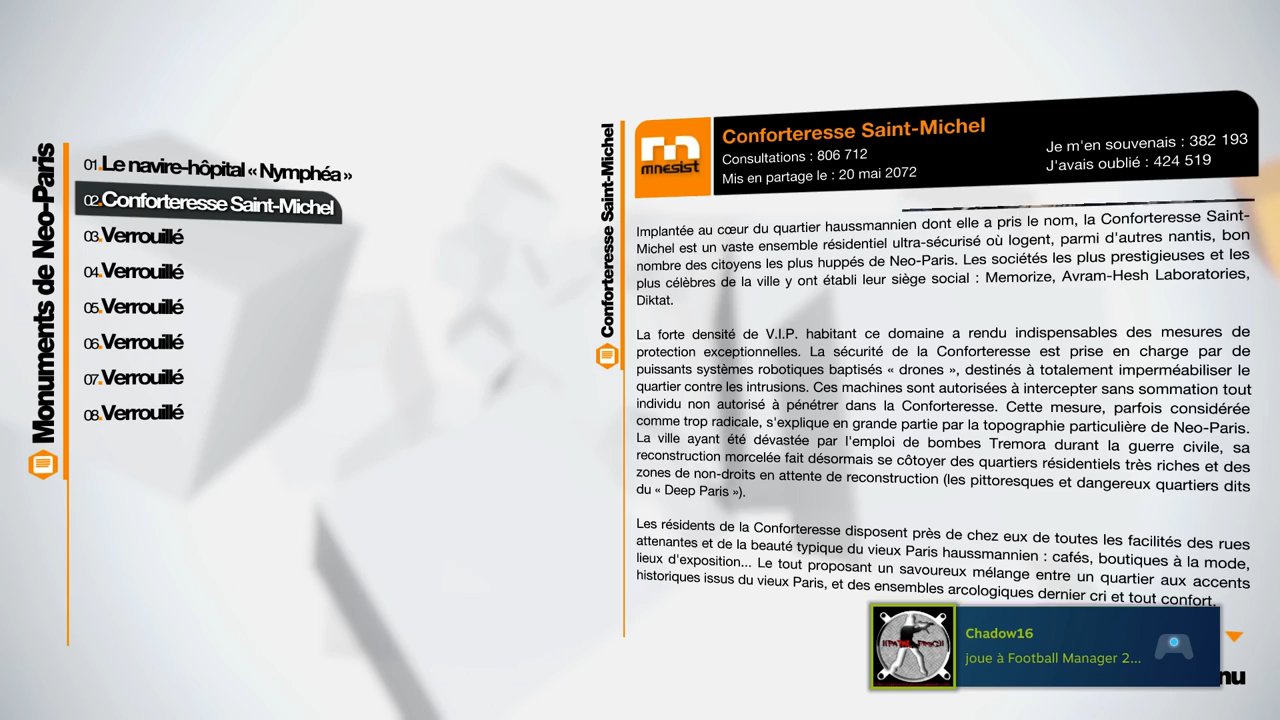 Monuments de Neo-Paris
01.Le navire-hôpital « Nymphéa »
02.Conforteresse Saint-Michel
03.Verrouillé
04.Verrouillé
05.Verrouillé
06.Verrouillé
07.Verrouillé
08.Verrouillé
Conforteresse Saint-Michel
mnesist
Conforteresse Saint-Michel
Consultations : 806 712
Mis en partage le : 20 mai 2072
Je m'en souvenais : 382 193
J'avais oublié : 424 519
Implantée au cœur du quartier haussmannien dont elle a pris le nom, la Conforteresse Saint-
Michel est un vaste ensemble résidentiel ultra-sécurisé où logent, parmi d'autres nantis, bon
nombre des citoyens les plus huppés de Neo-Paris. Les sociétés les plus prestigieuses et les
plus célèbres de la ville y ont établi leur siège social : Memorize, Avram-Hesh Laboratories,
Diktat.
La forte densité de V.I.P. habitant ce domaine a rendu indispensables des mesures de
protection exceptionnelles. La sécurité de la Conforteresse est prise en charge par de
puissants systèmes robotiques baptisés « drones », destinés à totalement imperméabiliser le
quartier contre les intrusions. Ces machines sont autorisées à intercepter sans sommation tout
individu non autorisé à pénétrer dans la Conforteresse. Cette mesure, parfois considérée
comme trop radicale, s'explique en grande partie par la topographie particulière de Neo-Paris.
La ville ayant été dévastée par l'emploi de bombes Tremora durant la guerre civile, sa
reconstruction morcelée fait désormais se côtoyer des quartiers résidentiels très riches et des
zones de non-droits en attente de reconstruction (les pittoresques et dangereux quartiers dits
du « Deep Paris »).
Les résidents de la Conforteresse disposent près de chez eux de toutes les facilités des rues
attenantes et de la beauté typique du vieux Paris haussmannien : cafés, boutiques à la mode,
lieux d'exposition... Le tout proposant un savoureux mélange entre un quartier aux accents
historiques issus du vieux Paris, et des ensembles arcologiques dernier cri et tout confort.
Chadow16
joue à Football Manager 2...
nu